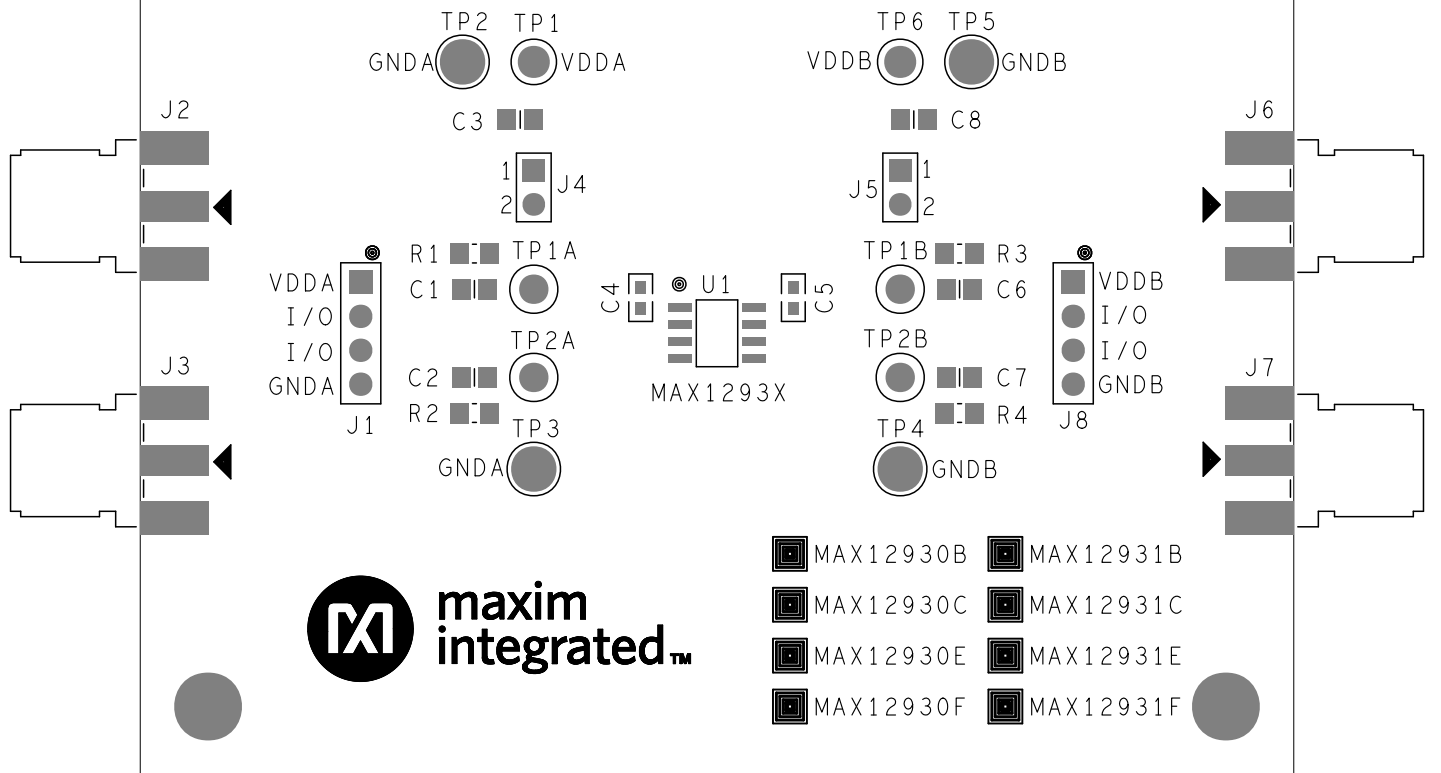 TP2 TP1 TP6 TP5
GNDA VDDA VDDB GNDB
J2 C3 C8 J6
1 J4 J5 1
2 2
R1 TP1A TP1B R3
VDDA C1 C4 U1 C5 C6 VDDB
I/O I/O
I/O TP2A TP2B I/O
J3 GNDA C2 MAX1293X C7 GNDB J7
J1 R2 R4 J8
TP3 TP4
GNDA GNDB
MAX12930B MAX12931B
MAX12930C MAX12931C
MAX12930E MAX12931E
MAX12930F MAX12931F
maxim
integrated™